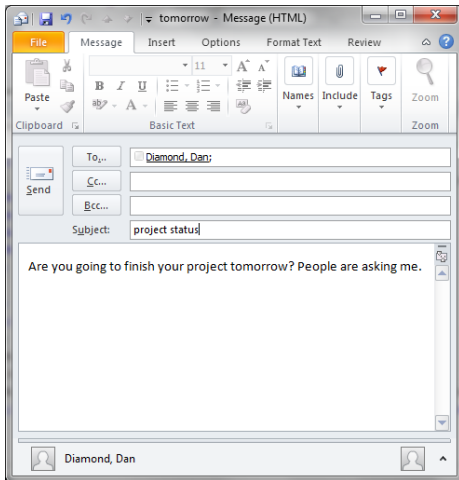 tomorrow - Message (HTML)
File Message Insert Options Format Text Review
11 A A
Paste B I U Names Include Tags Zoom
ab A
Clipboard Basic Text Zoom
To... Diamond, Dan;
Send Cc...
Bcc...
Subject: project status
Are you going to finish your project tomorrow? People are asking me.
Diamond, Dan